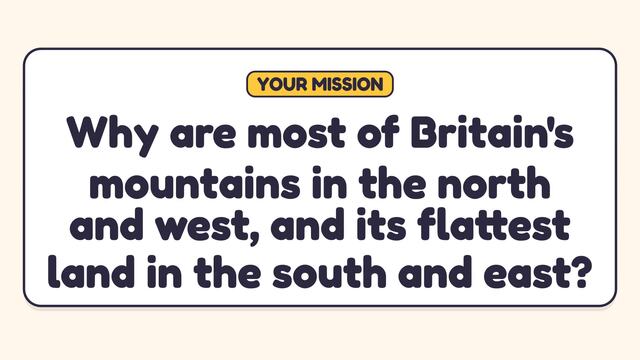 YOUR MISSION
Why are most of Britain's
mountains in the north
and west, and its flattest
land in the south and east?